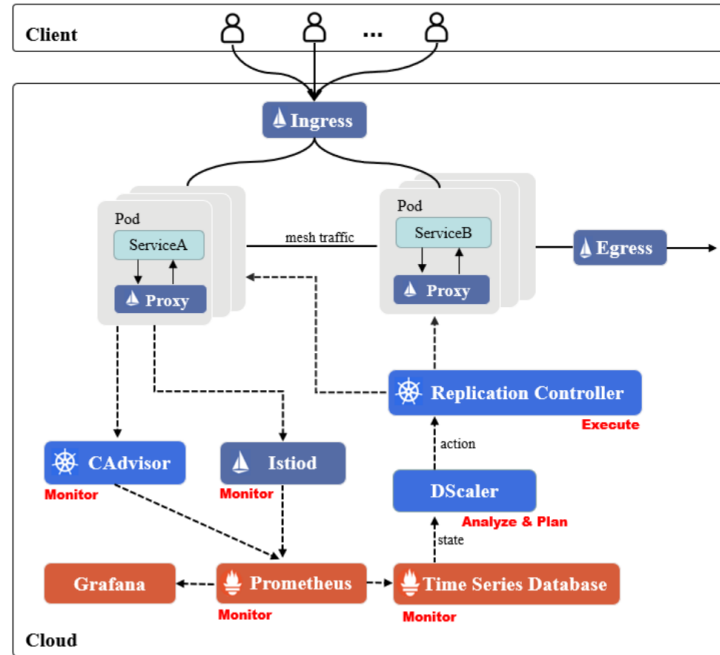 Client
...
Ingress
Pod
ServiceA
Proxy
mesh traffic
Pod
ServiceB
Proxy
Egress
Replication Controller
Execute
action
CAdvisor
Monitor
Istiod
Monitor
DScaler
Analyze & Plan
state
Grafana
Prometheus
Monitor
Time Series Database
Monitor
Cloud